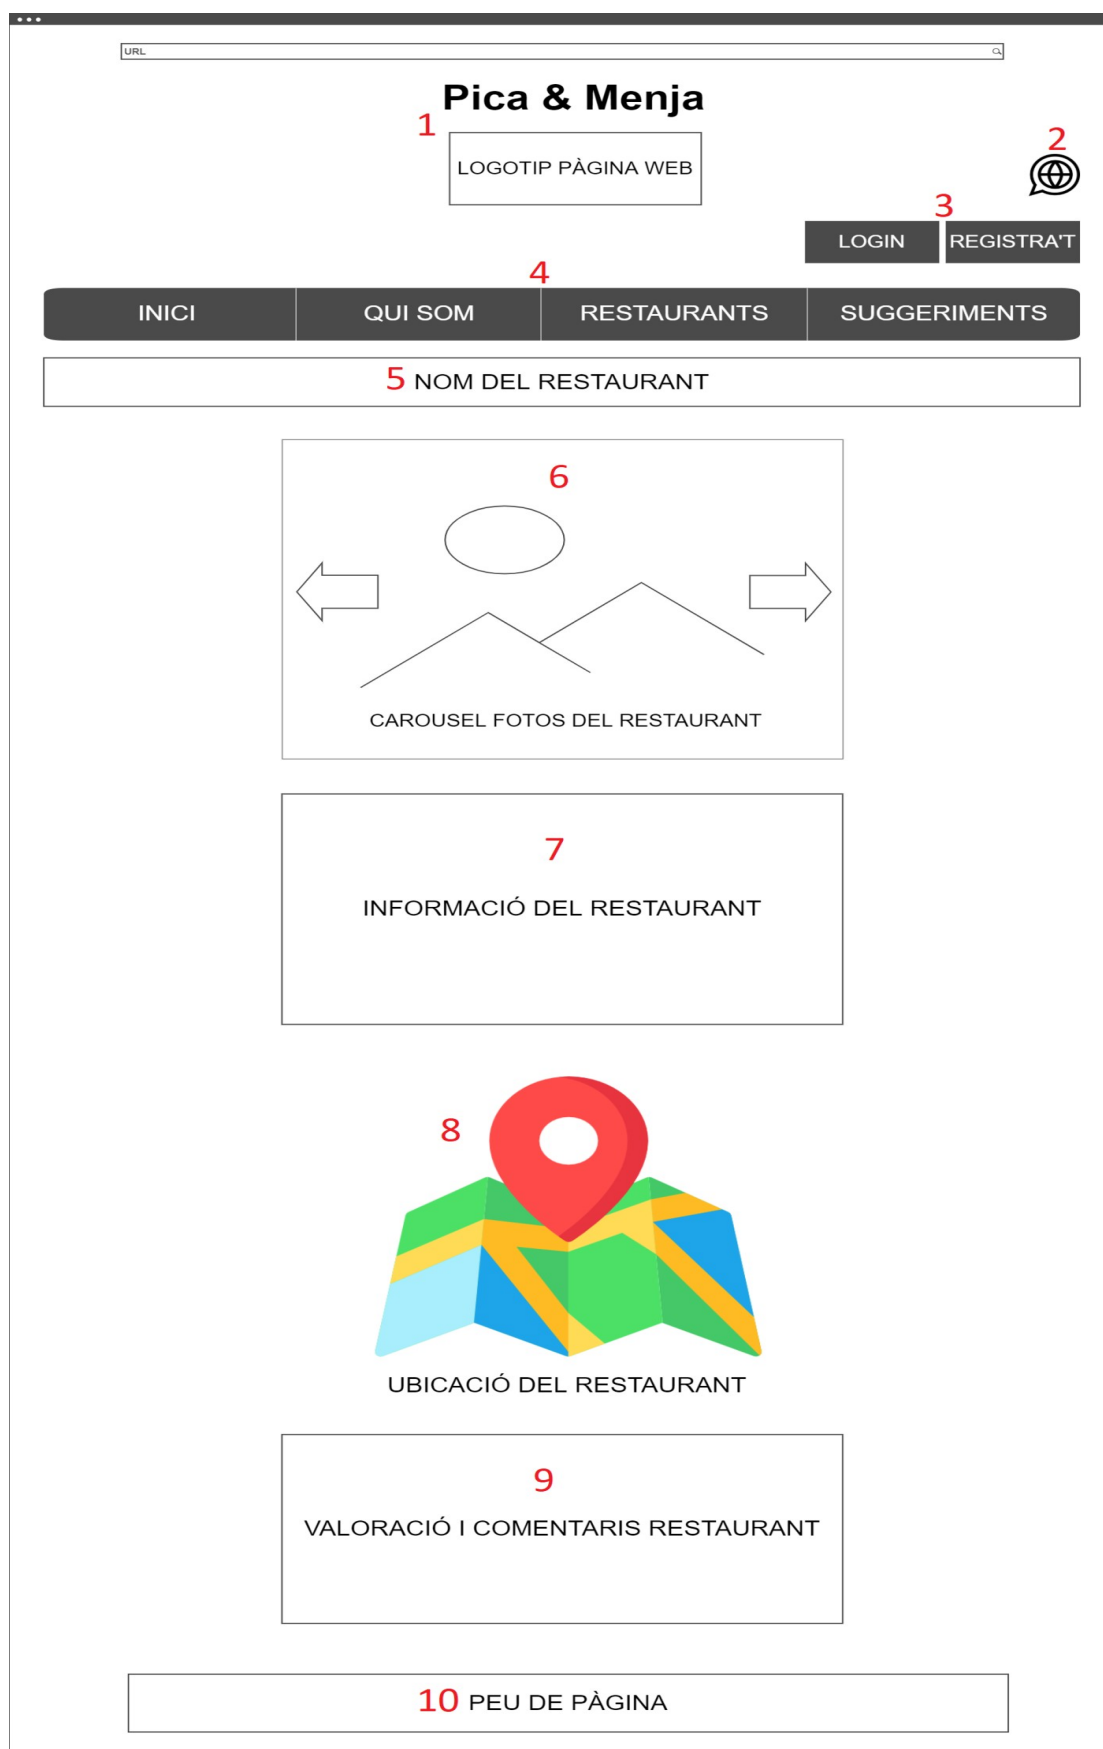 URL
Pica & Menja
1
LOGOTIP PÀGINA WEB
2
3
LOGIN REGISTRA'T
4
INICI QUI SOM RESTAURANTS SUGGERIMENTS
5 NOM DEL RESTAURANT
6
CAROUSEL FOTOS DEL RESTAURANT
7
INFORMACIÓ DEL RESTAURANT
8
UBICACIÓ DEL RESTAURANT
9
VALORACIÓ I COMENTARIS RESTAURANT
10 PEU DE PÀGINA